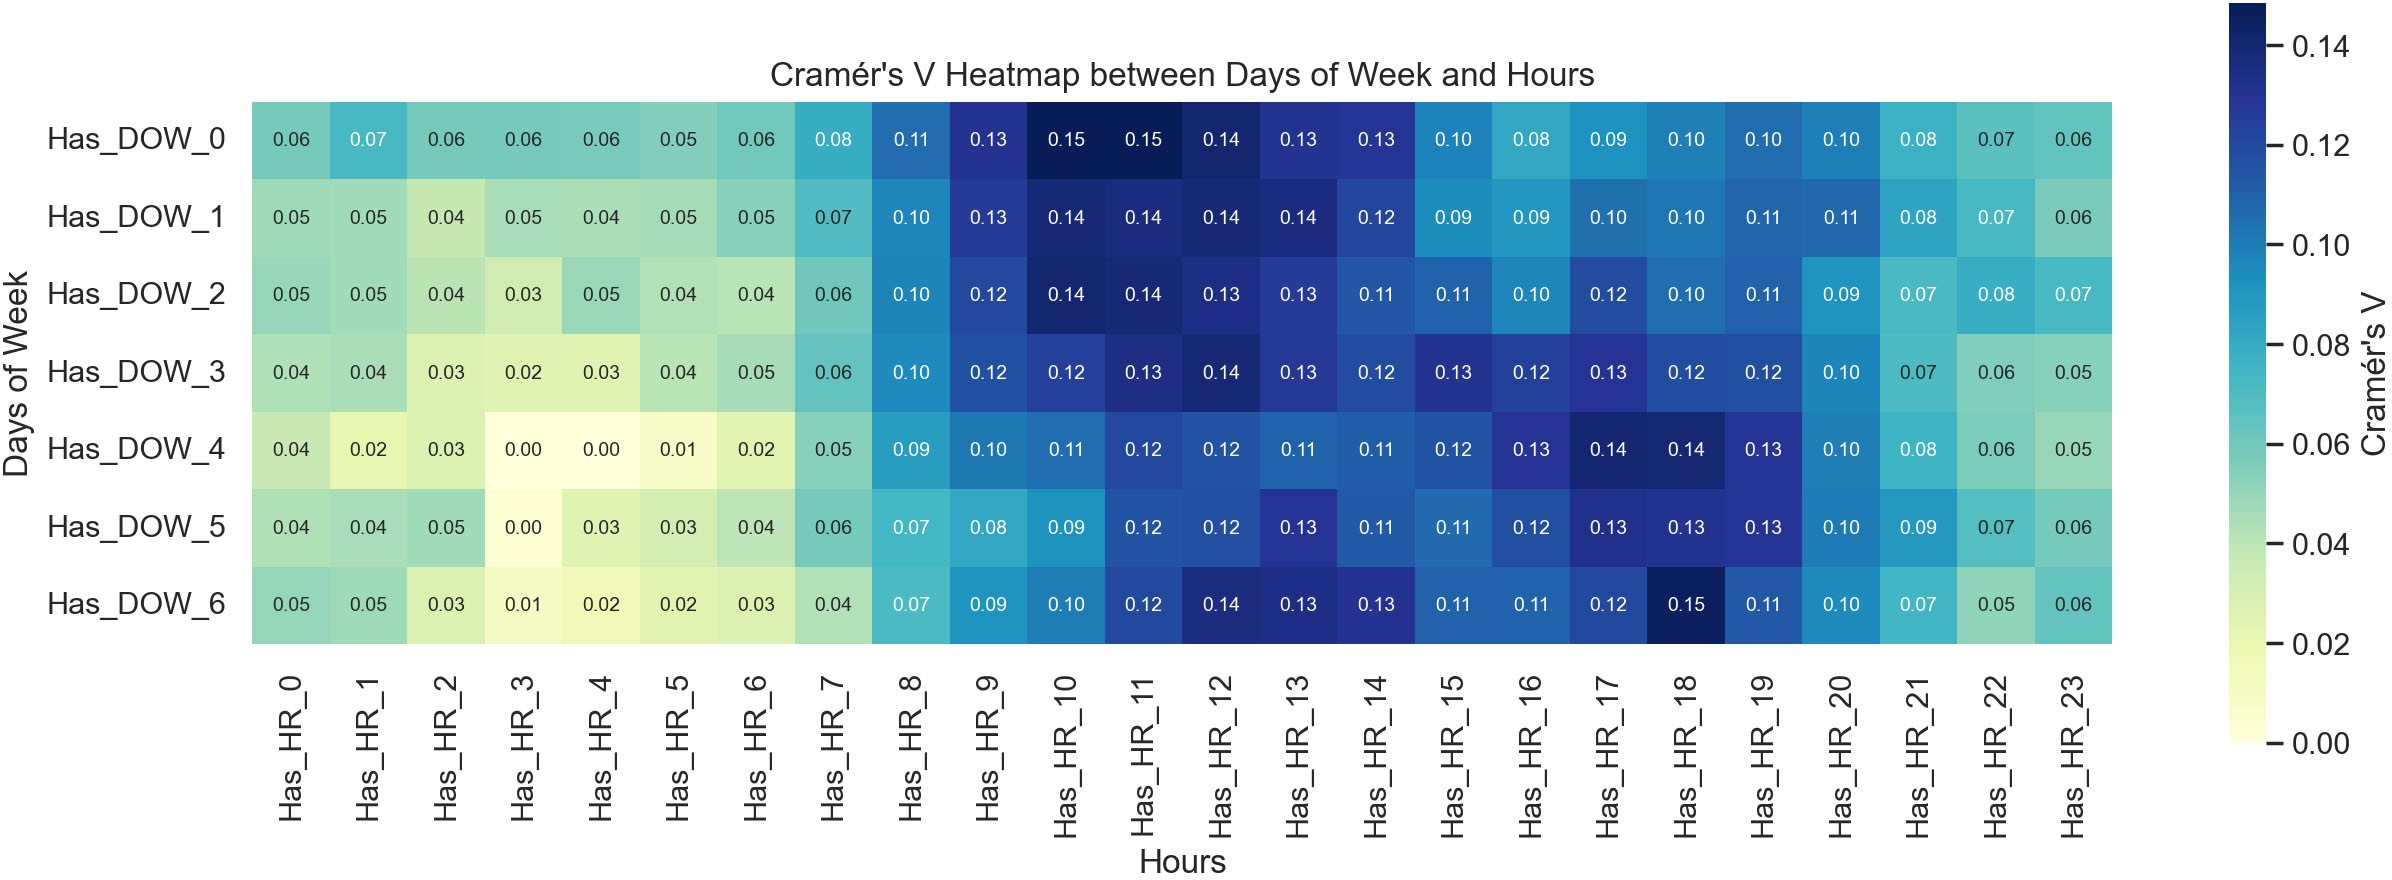 Cramér's V Heatmap between Days of Week and Hours
Days of Week
Has_DOW_0 0.06 0.07 0.06 0.06 0.06 0.05 0.06 0.08 0.11 0.13 0.15 0.15 0.14 0.13 0.13 0.10 0.08 0.09 0.10 0.10 0.10 0.08 0.07 0.06
Has_DOW_1 0.05 0.05 0.04 0.05 0.04 0.05 0.05 0.07 0.10 0.13 0.14 0.14 0.14 0.14 0.12 0.09 0.09 0.10 0.10 0.11 0.11 0.08 0.07 0.06
Has_DOW_2 0.05 0.05 0.04 0.03 0.05 0.04 0.04 0.06 0.10 0.12 0.14 0.14 0.13 0.13 0.11 0.11 0.10 0.12 0.10 0.11 0.09 0.07 0.08 0.07
Has_DOW_3 0.04 0.04 0.03 0.02 0.03 0.04 0.05 0.06 0.10 0.12 0.12 0.13 0.14 0.13 0.12 0.13 0.12 0.13 0.12 0.12 0.10 0.07 0.06 0.05
Has_DOW_4 0.04 0.02 0.03 0.00 0.00 0.01 0.02 0.05 0.09 0.10 0.11 0.12 0.12 0.11 0.11 0.12 0.13 0.14 0.14 0.13 0.10 0.08 0.06 0.05
Has_DOW_5 0.04 0.04 0.05 0.00 0.03 0.03 0.04 0.06 0.07 0.08 0.09 0.12 0.12 0.13 0.11 0.11 0.12 0.13 0.13 0.13 0.10 0.09 0.07 0.06
Has_DOW_6 0.05 0.05 0.03 0.01 0.02 0.02 0.03 0.04 0.07 0.09 0.10 0.12 0.14 0.13 0.13 0.11 0.11 0.12 0.15 0.11 0.10 0.07 0.05 0.06
Has_HR_0 Has_HR_1 Has_HR_2 Has_HR_3 Has_HR_4 Has_HR_5 Has_HR_6 Has_HR_7 Has_HR_8 Has_HR_9 Has_HR_10 Has_HR_11 Has_HR_12 Has_HR_13 Has_HR_14 Has_HR_15 Has_HR_16 Has_HR_17 Has_HR_18 Has_HR_19 Has_HR_20 Has_HR_21 Has_HR_22 Has_HR_23
Hours
0.14
0.12
0.10
0.08
0.06
0.04
0.02
0.00
Cramér's V